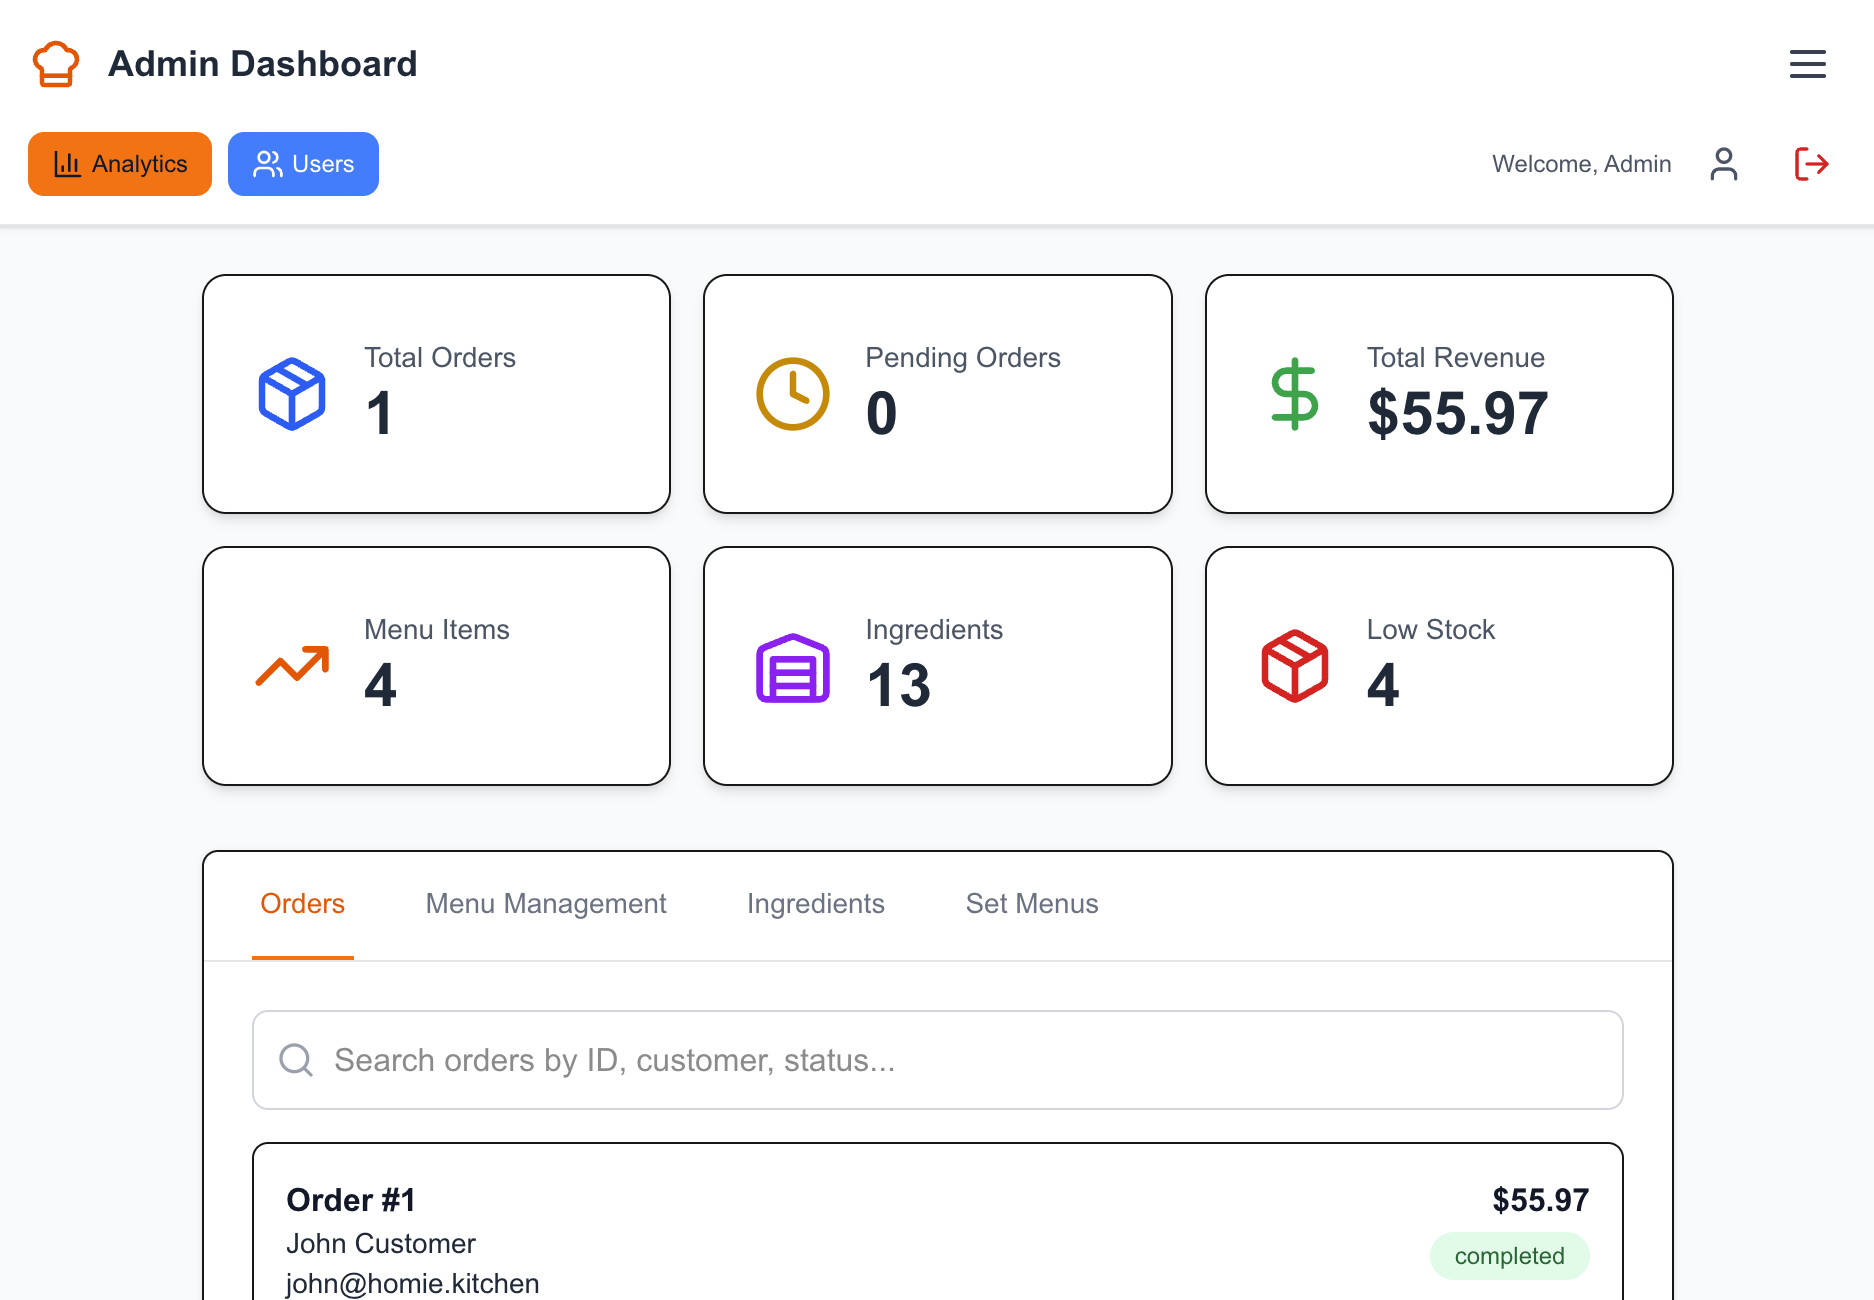 Admin Dashboard
Analytics
Users
Welcome, Admin
Total Orders
1
Pending Orders
0
Total Revenue
$55.97
Menu Items
4
Ingredients
13
Low Stock
4
Orders
Menu Management
Ingredients
Set Menus
Search orders by ID, customer, status...
Order #1
$55.97
John Customer
completed
john@homie.kitchen